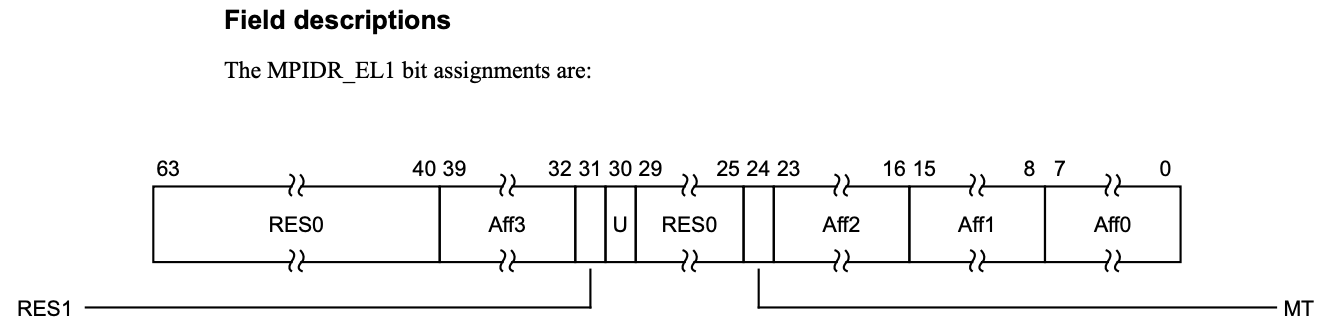 Field descriptions
The MPIDR_EL1 bit assignments are:
63 40 39 32 31 30 29 25 24 23 16 15 8 7 0
RES0 Aff3 U RES0 Aff2 Aff1 Aff0
RES1 MT